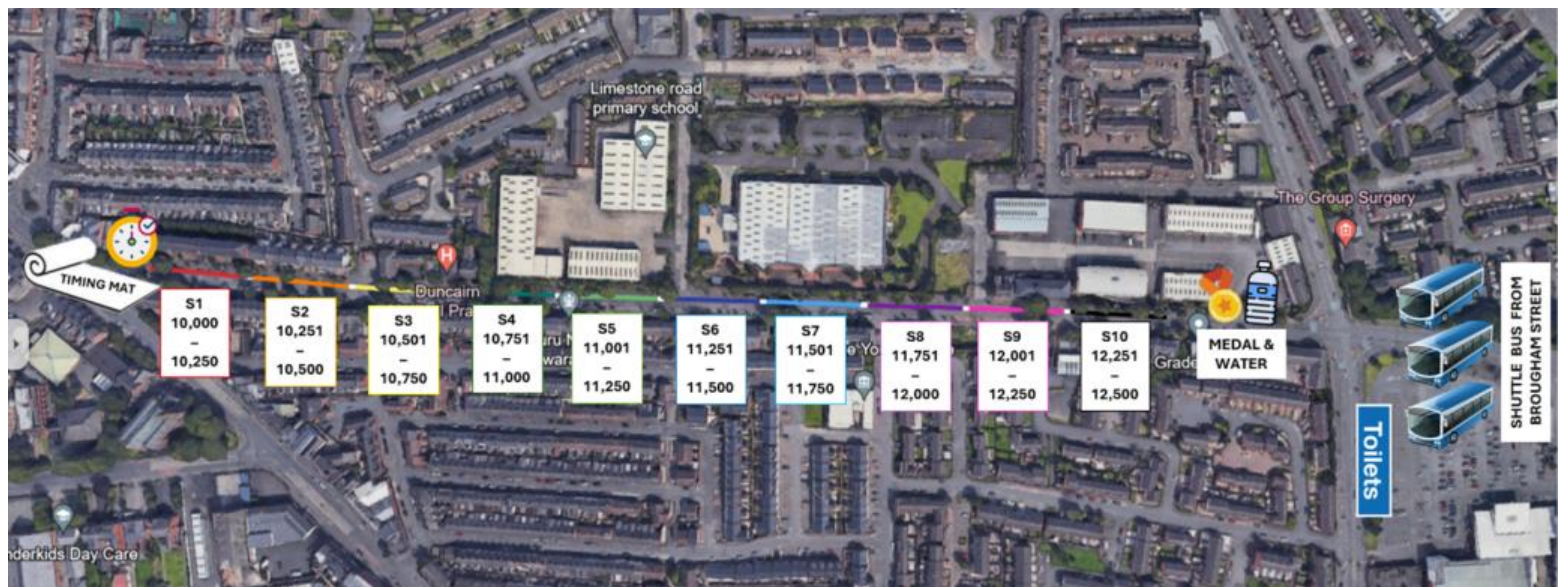 Limestone road
primary school
The Group Surgery
TIMING MAT
Duncairn
S1
10,000
–
10,250
S2
10,251
–
10,500
S3
10,501
–
10,750
S4
10,751
–
11,000
S5
11,001
–
11,250
S6
11,251
–
11,500
S7
11,501
–
11,750
S8
11,751
–
12,000
S9
12,001
–
12,250
S10
12,251
–
12,500
MEDAL &
WATER
SHUTTLE BUS FROM
BROUGHAM STREET
Toilets
nderkids Day Care